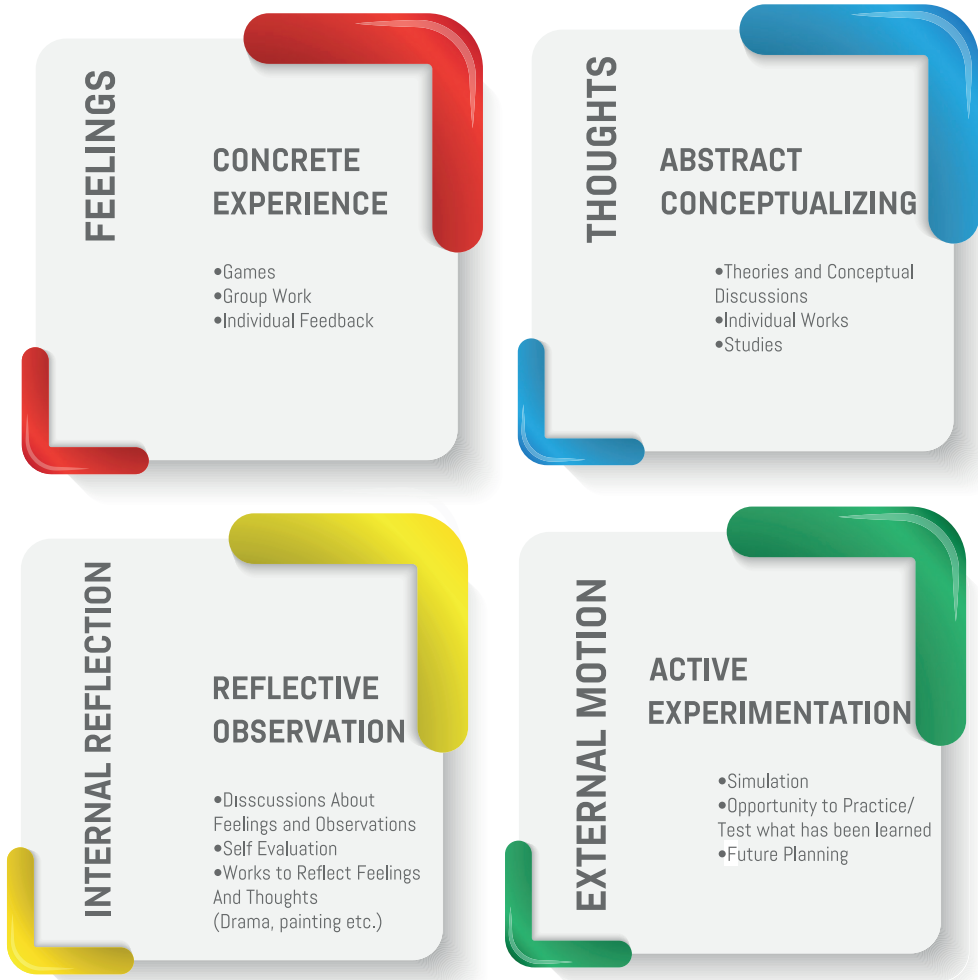 FEELINGS
CONCRETE
EXPERIENCE
•Games
•Group Work
•Individual Feedback
THOUGHTS
ABSTRACT
CONCEPTUALIZING
•Theories and Conceptual
Discussions
•Individual Works
•Studies
INTERNAL REFLECTION
REFLECTIVE
OBSERVATION
•Disscussions About
Feelings and Observations
•Self Evaluation
•Works to Reflect Feelings
And Thoughts
(Drama, painting etc.)
EXTERNAL MOTION
ACTIVE
EXPERIMENTATION
•Simulation
•Opportunity to Practice/
Test what has been learned
•Future Planning